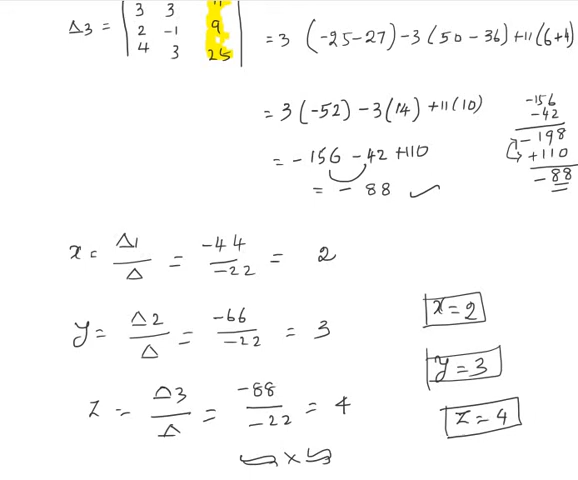 Δ3 = | 3 3 11 |
| 2 -1 9 |
| 4 3 25 |
= 3 (-25-27) -3(50-36) +11(6+4)
= 3(-52) -3(14) +11(10)
= -156 -42 +110
= -88
-156
-42
-198
+110
-88
x = Δ1/Δ = -44/-22 = 2
y = Δ2/Δ = -66/-22 = 3
z = Δ3/Δ = -88/-22 = 4
x=2
y=3
z=4
x